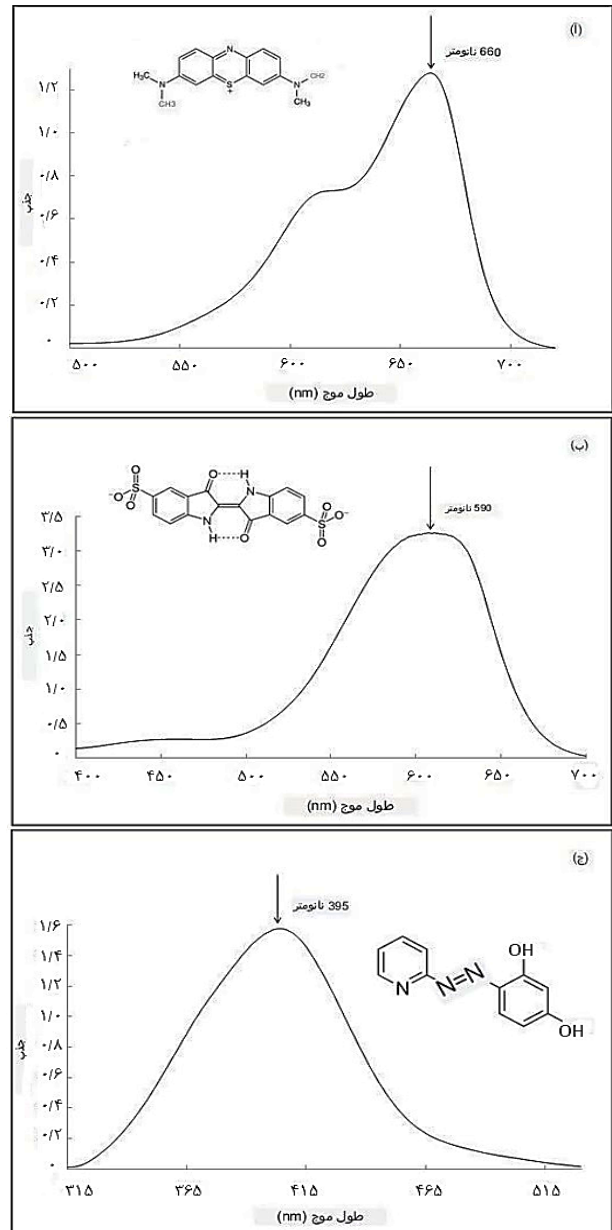 (آ)
660 نانومتر
N
H₃C
N
CH3
S
+
N
CH2
CH₃
جذب
۱/۲
۱/۰
۰/۸
۰/۶
۰/۴
۰/۲
۰
۵۰۰ ۵۵۰ ۶۰۰ ۶۵۰ ۷۰۰
طول موج (nm)
(ب)
590 نانومتر
O H
N
O
⁻O S
O
N
H O
O
S O⁻
O
جذب
۳/۵
۳/۰
۲/۵
۲/۰
۱/۵
۱/۰
۰/۵
۰
۴۰۰ ۴۵۰ ۵۰۰ ۵۵۰ ۶۰۰ ۶۵۰ ۷۰۰
طول موج (nm)
(ج)
395 نانومتر
N
N=N
OH
OH
جذب
۱/۶
۱/۴
۱/۲
۱/۰
۰/۸
۰/۶
۰/۴
۰/۲
۰
۳۱۵ ۳۶۵ ۴۱۵ ۴۶۵ ۵۱۵
طول موج (nm)